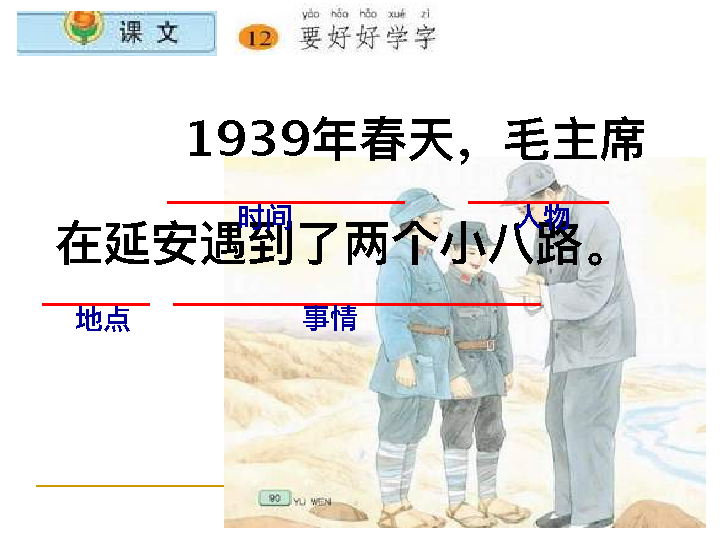 课 文
yào hǎo hǎo xué zì
12 要好好学字
1939年春天，毛主席
时间 人物
在延安遇到了两个小八路。
地点 事情
90 YU WEN